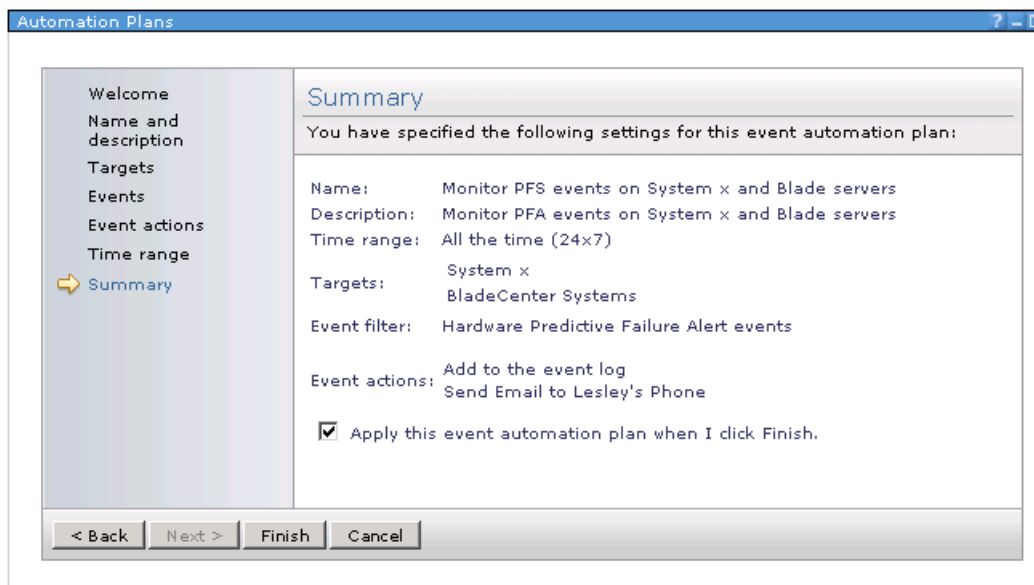 Automation Plans
?
Welcome
Name and
description
Targets
Events
Event actions
Time range
Summary
Summary
You have specified the following settings for this event automation plan:
Name: Monitor PFS events on System x and Blade servers
Description: Monitor PFA events on System x and Blade servers
Time range: All the time (24x7)
Targets: System x
BladeCenter Systems
Event filter: Hardware Predictive Failure Alert events
Event actions: Add to the event log
Send Email to Lesley's Phone
Apply this event automation plan when I click Finish.
< Back Next > Finish Cancel